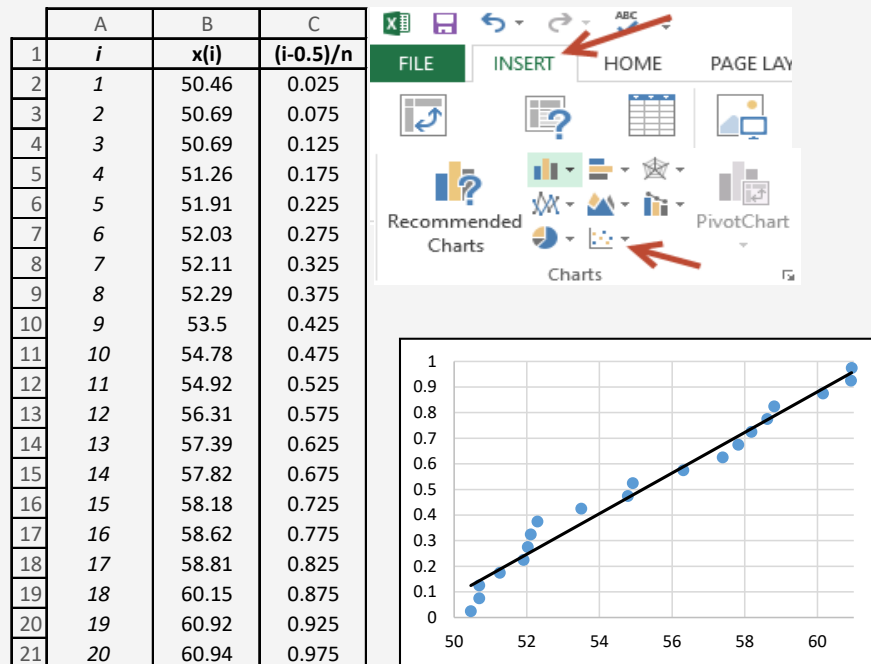 A B C
1 i x(i) (i-0.5)/n
2 1 50.46 0.025
3 2 50.69 0.075
4 3 50.69 0.125
5 4 51.26 0.175
6 5 51.91 0.225
7 6 52.03 0.275
8 7 52.11 0.325
9 8 52.29 0.375
10 9 53.5 0.425
11 10 54.78 0.475
12 11 54.92 0.525
13 12 56.31 0.575
14 13 57.39 0.625
15 14 57.82 0.675
16 15 58.18 0.725
17 16 58.62 0.775
18 17 58.81 0.825
19 18 60.15 0.875
20 19 60.92 0.925
21 20 60.94 0.975
ABC
FILE INSERT HOME PAGE LAY
Recommended
Charts
PivotChart
Charts
1
0.9
0.8
0.7
0.6
0.5
0.4
0.3
0.2
0.1
0
50 52 54 56 58 60